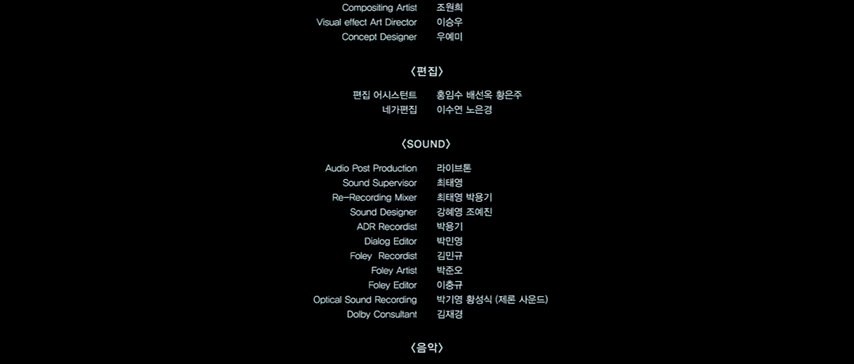 Compositing Artist 조원희
Visual effect Art Director 이승우
Concept Designer 우예미
〈편집〉
편집 어시스턴트 홍임수 배선옥 황은주
네가편집 이수연 노은경
〈SOUND〉
Audio Post Production 라이브톤
Sound Supervisor 최태영
Re-Recording Mixer 최태영 박용기
Sound Designer 강혜영 조예진
ADR Recordist 박용기
Dialog Editor 박민영
Foley Recordist 김민규
Foley Artist 박준오
Foley Editor 이충규
Optical Sound Recording 박기영 황성식 (제론 사운드)
Dolby Consultant 김재경
〈음악〉